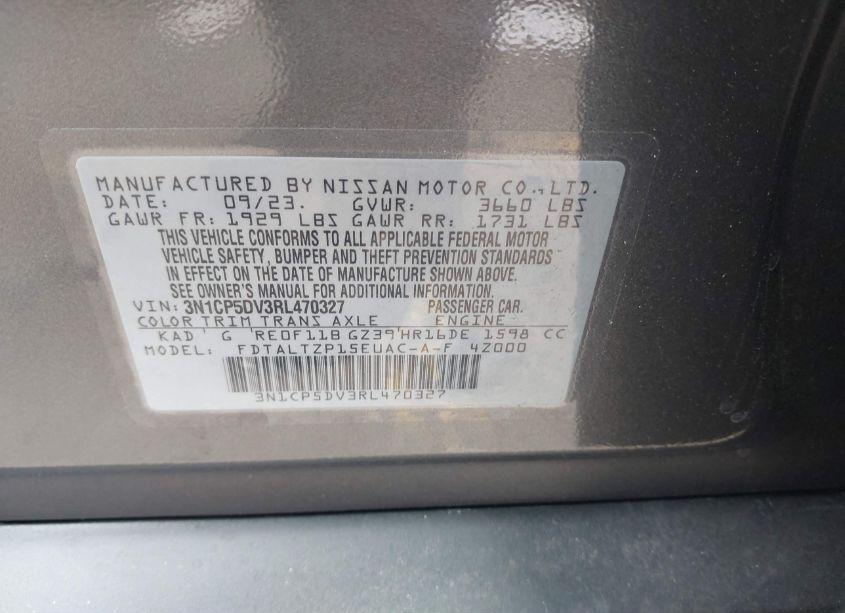 MANUFACTURED BY NISSAN MOTOR CO., LTD.
DATE: 09/23. GVWR: 3660 LBS
GAWR FR: 1929 LBS GAWR RR: 1731 LBS
THIS VEHICLE CONFORMS TO ALL APPLICABLE FEDERAL MOTOR
VEHICLE SAFETY, BUMPER AND THEFT PREVENTION STANDARDS
IN EFFECT ON THE DATE OF MANUFACTURE SHOWN ABOVE.
SEE OWNER'S MANUAL FOR ADDITIONAL INFORMATION.
VIN: 3N1CP5DV3RL470327 PASSENGER CAR.
COLOR TRIM TRANS AXLE ENGINE
KAD G RE0F11B GZ39 HR16DE 1598 CC
MODEL: FDTALTZP15EUAC-A-F 4Z000
3N1CP5DV3RL470327